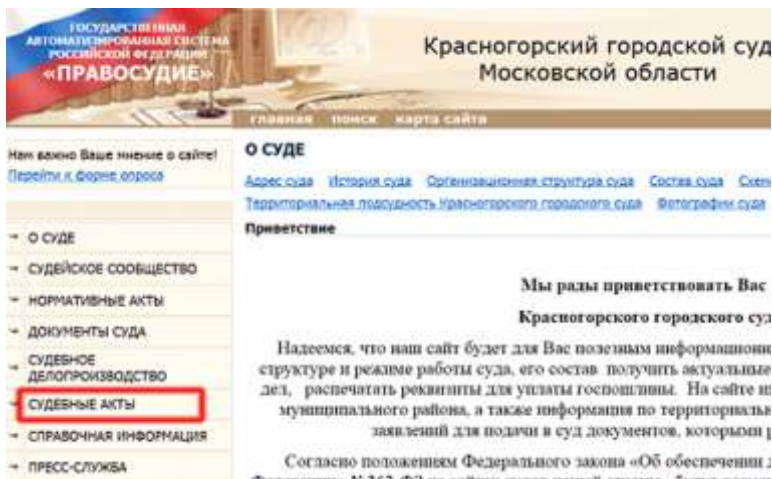 ГОСУДАРСТВЕННАЯ
АВТОМАТИЗИРОВАННАЯ СИСТЕМА
РОССИЙСКОЙ ФЕДЕРАЦИИ
«ПРАВОСУДИЕ»
Красногорский городской суд
Московской области
главная поиск карта сайта
Нам важно Ваше мнение о сайте!
Перейти к форме опроса
О СУДЕ
Адрес суда История суда Организационная структура суда Состав суда
Территориальная подсудность Красногорского городского суда Фотографии суда
Приветствие
О СУДЕ
СУДЕЙСКОЕ СООБЩЕСТВО
НОРМАТИВНЫЕ АКТЫ
ДОКУМЕНТЫ СУДА
СУДЕБНОЕ
ДЕЛОПРОИЗВОДСТВО
СУДЕБНЫЕ АКТЫ
СПРАВОЧНАЯ ИНФОРМАЦИЯ
ПРЕСС-СЛУЖБА
Мы рады приветствовать Вас
Красногорского городского суд
Надеемся, что наш сайт будет для Вас полезным
структуре и режиме работы суда, его состав получить актуальные
дел, распечатать реквизиты для уплаты госпошлины. На сайте
муниципального района, а также информация по
заявлений для подачи в суд документов, которыми
Согласно положениям Федерального закона «Об обеспечении